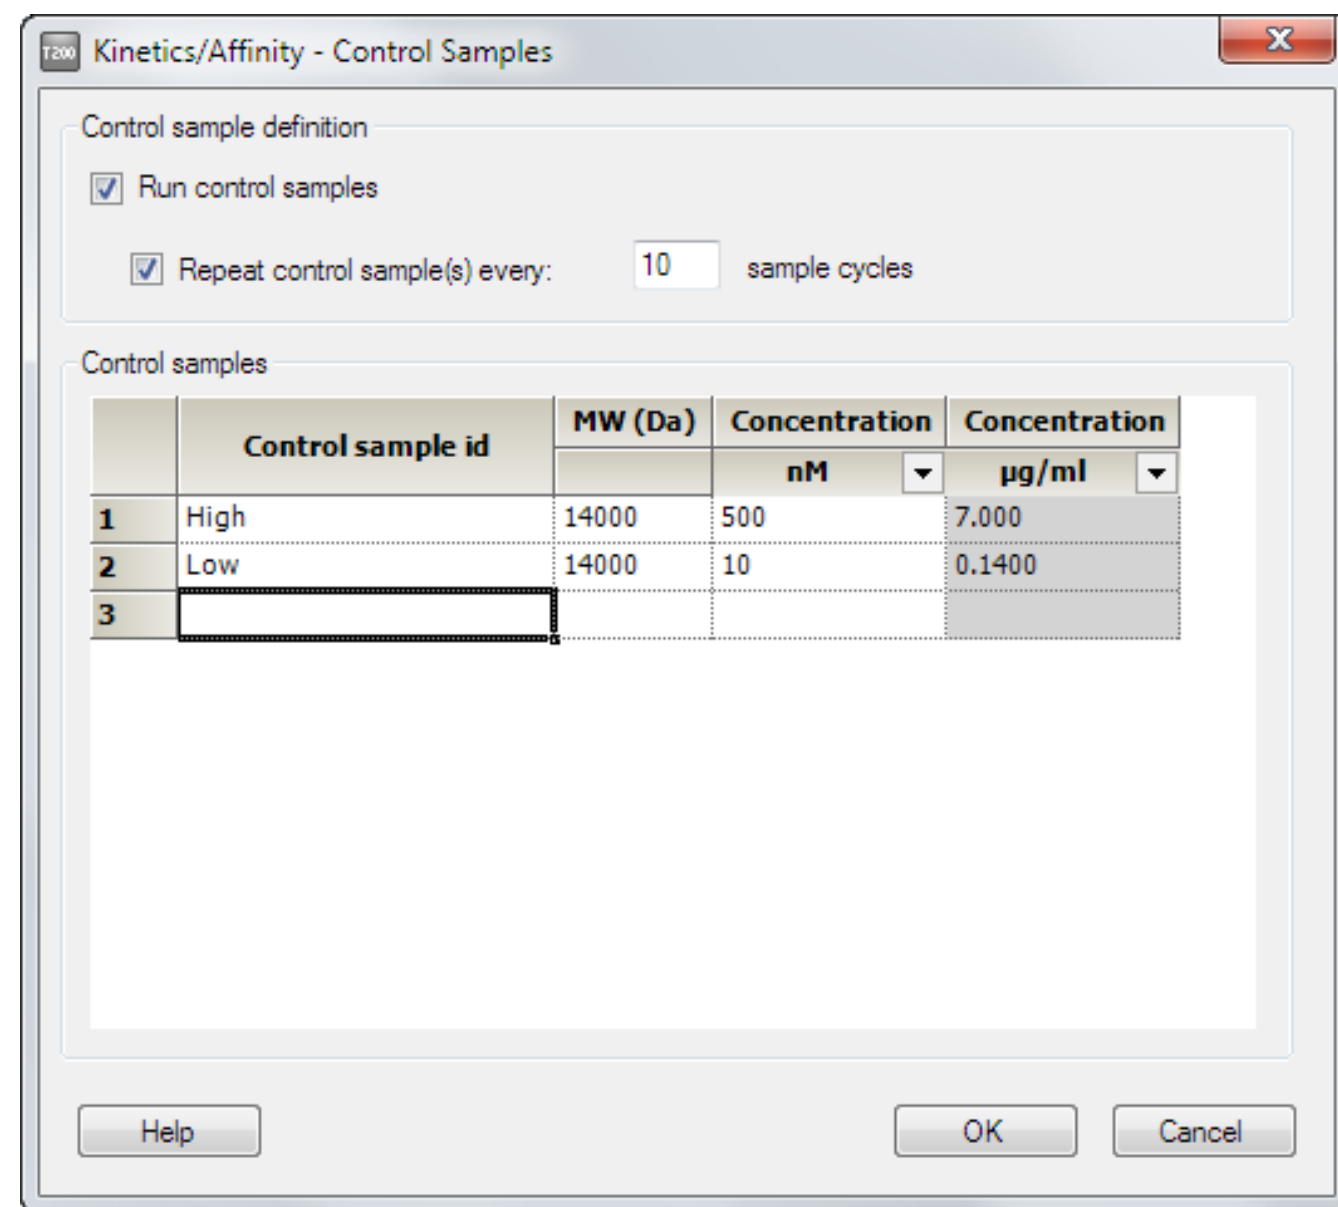 T200 Kinetics/Affinity - Control Samples
Control sample definition
Run control samples
Repeat control sample(s) every: 10 sample cycles
Control samples
Control sample id MW (Da) Concentration Concentration
nM µg/ml
1 High 14000 500 7.000
2 Low 14000 10 0.1400
3
Help OK Cancel